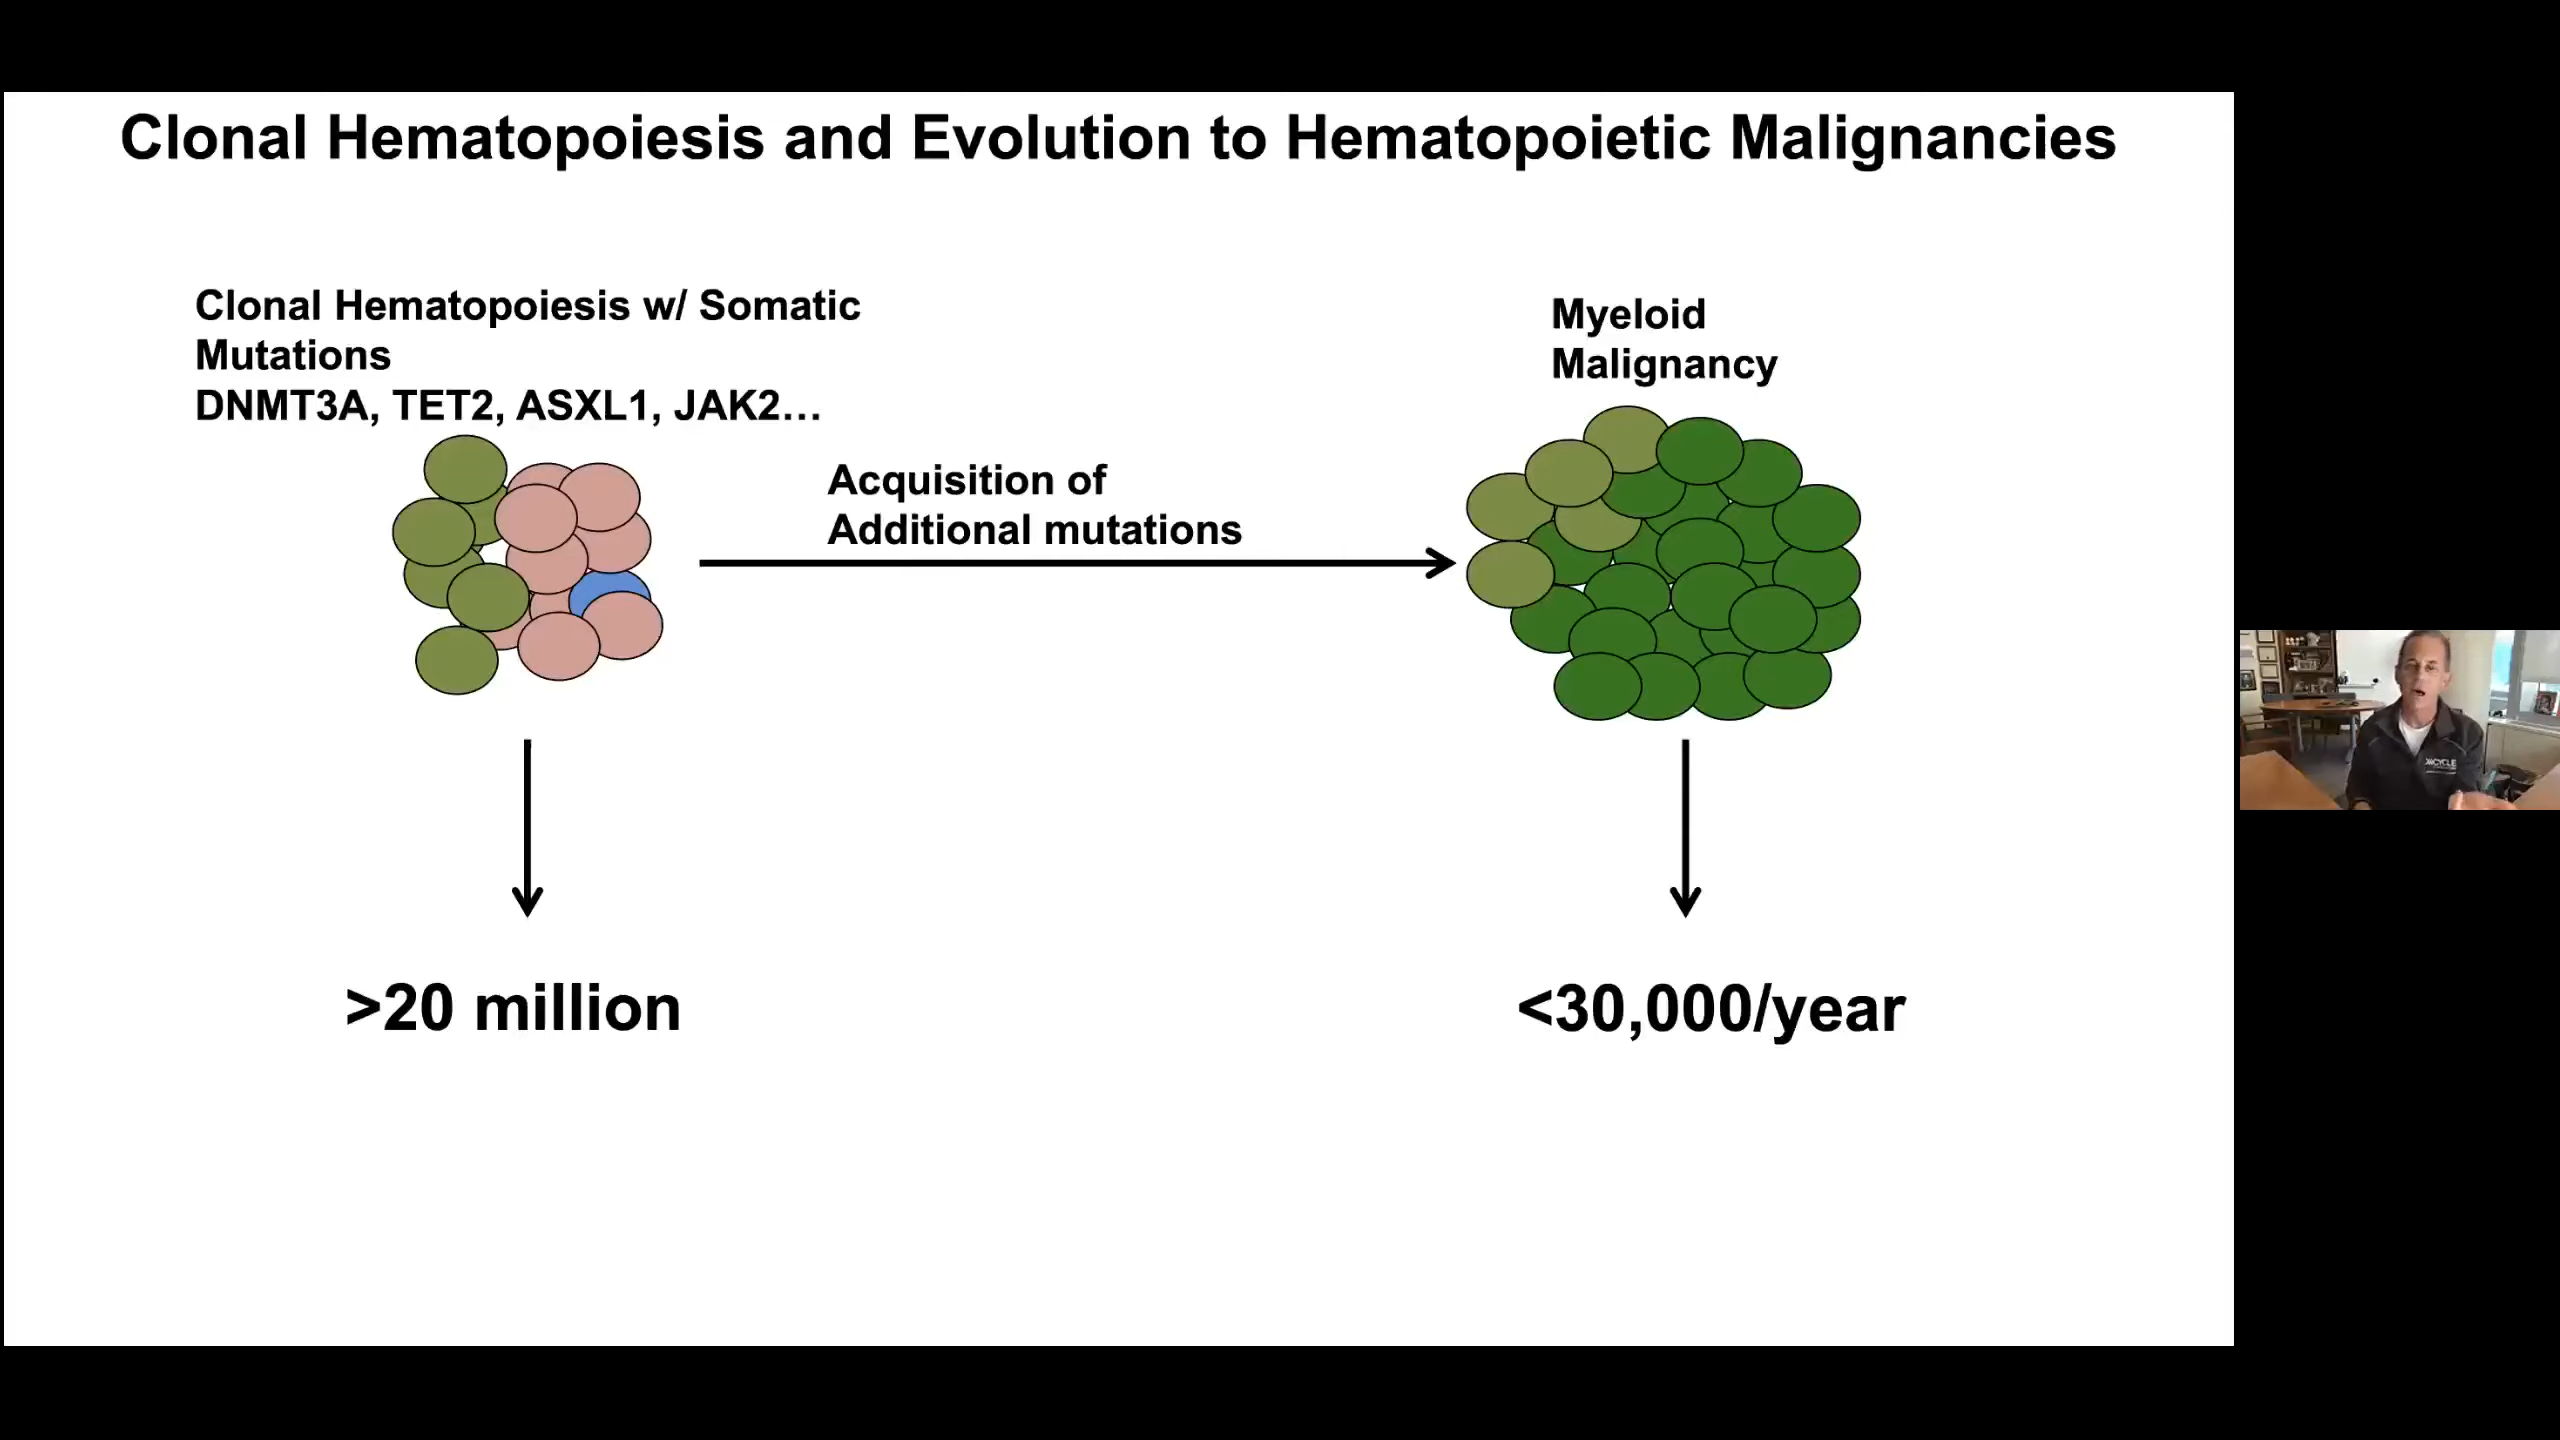 Clonal Hematopoiesis and Evolution to Hematopoietic Malignancies
Clonal Hematopoiesis w/ Somatic
Mutations
DNMT3A, TET2, ASXL1, JAK2…
Myeloid
Malignancy
Acquisition of
Additional mutations
>20 million
<30,000/year
CYCLE